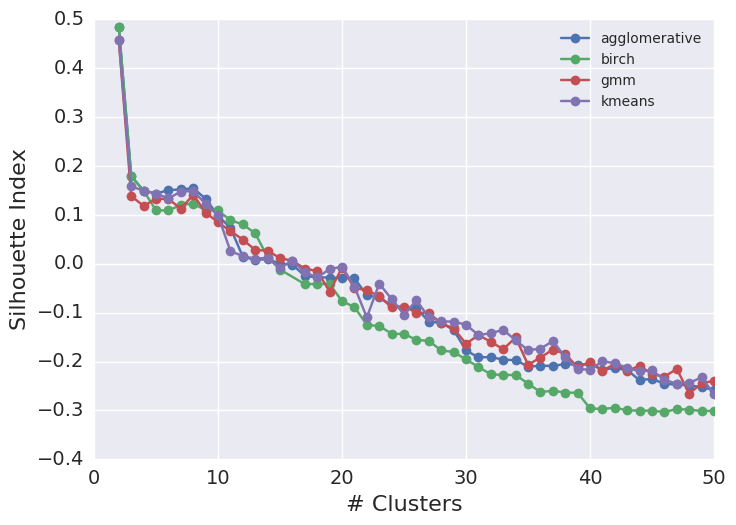 0.5
0.4
0.3
0.2
0.1
0.0
−0.1
−0.2
−0.3
−0.4
Silhouette Index
agglomerative
birch
gmm
kmeans
0 10 20 30 40 50
# Clusters